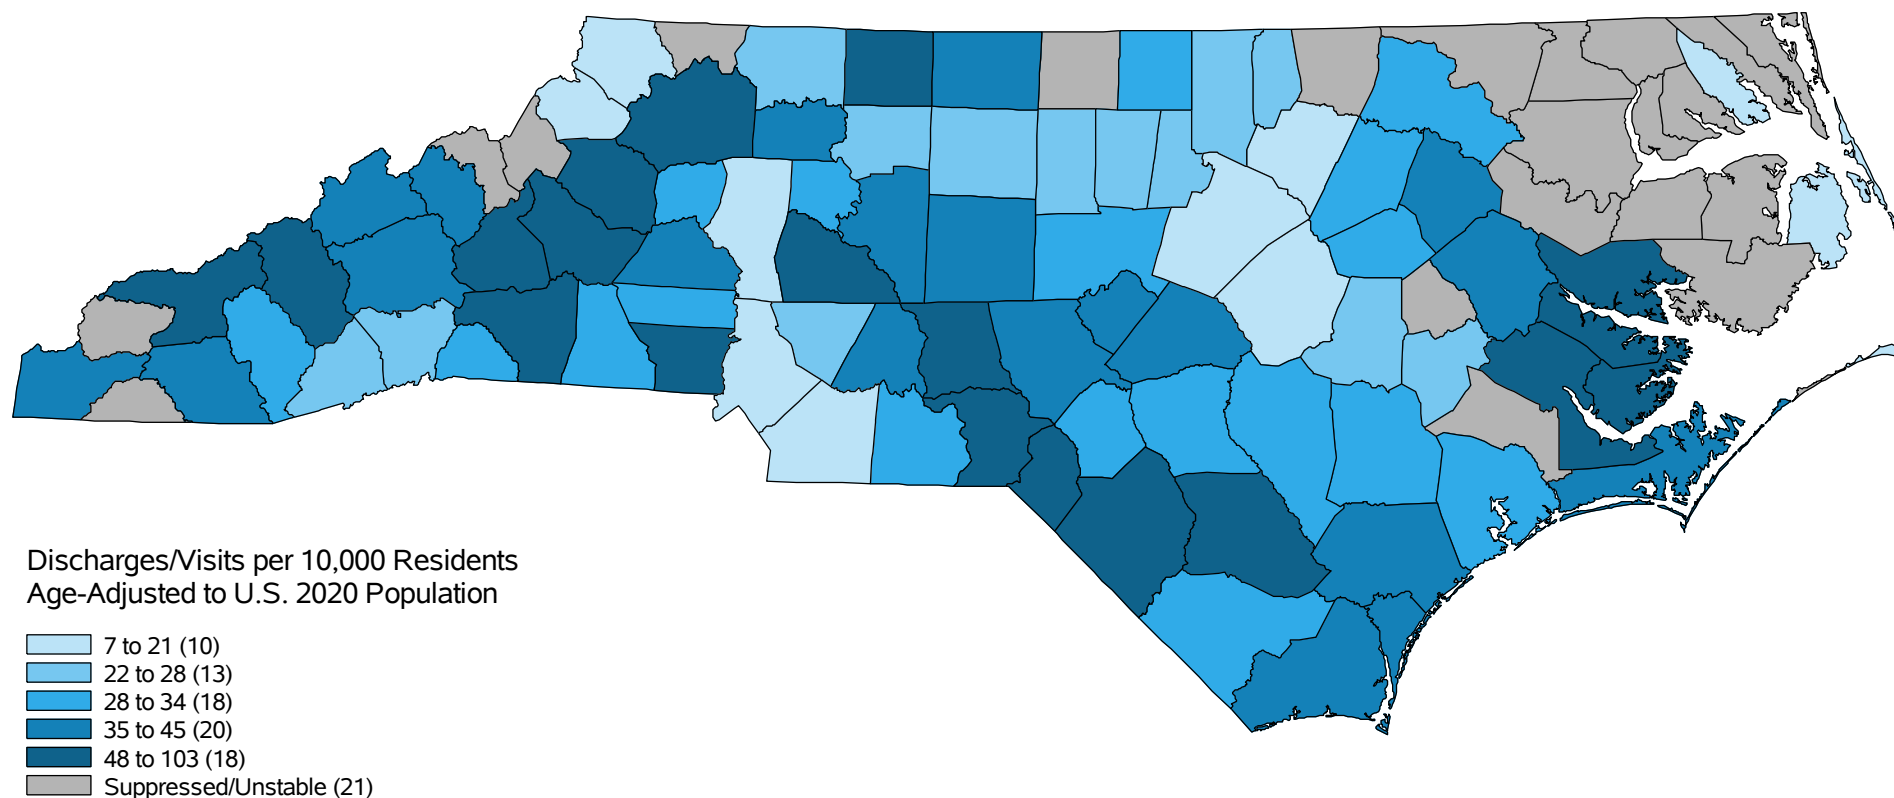 Discharges/Visits per 10,000 Residents
Age-Adjusted to U.S. 2020 Population
7 to 21 (10)
22 to 28 (13)
28 to 34 (18)
35 to 45 (20)
48 to 103 (18)
Suppressed/Unstable (21)